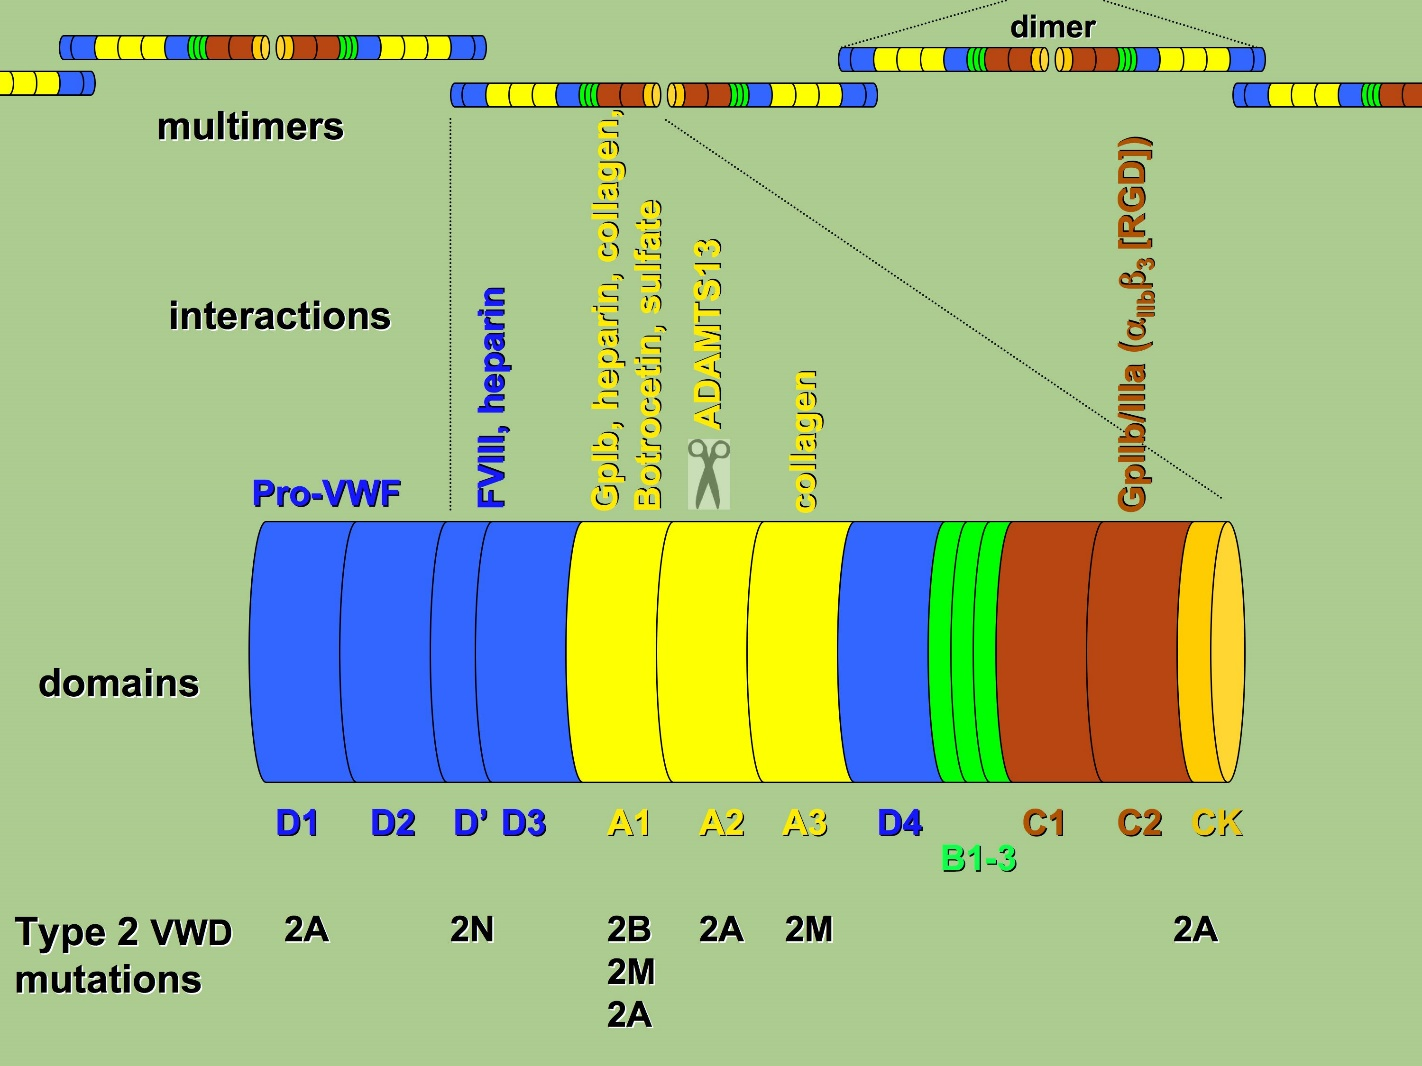 dimer
multimers
interactions
FVIII, heparin
GpIb, heparin, collagen,
Botrocetin, sulfate
ADAMTS13
collagen
GpIIb/IIIa (αIIbβ3 [RGD])
Pro-VWF
domains
D1 D2 D’ D3 A1 A2 A3 D4 C1 C2 CK
B1-3
Type 2 VWD
mutations
2A 2N 2B 2A 2M 2A
2M
2A